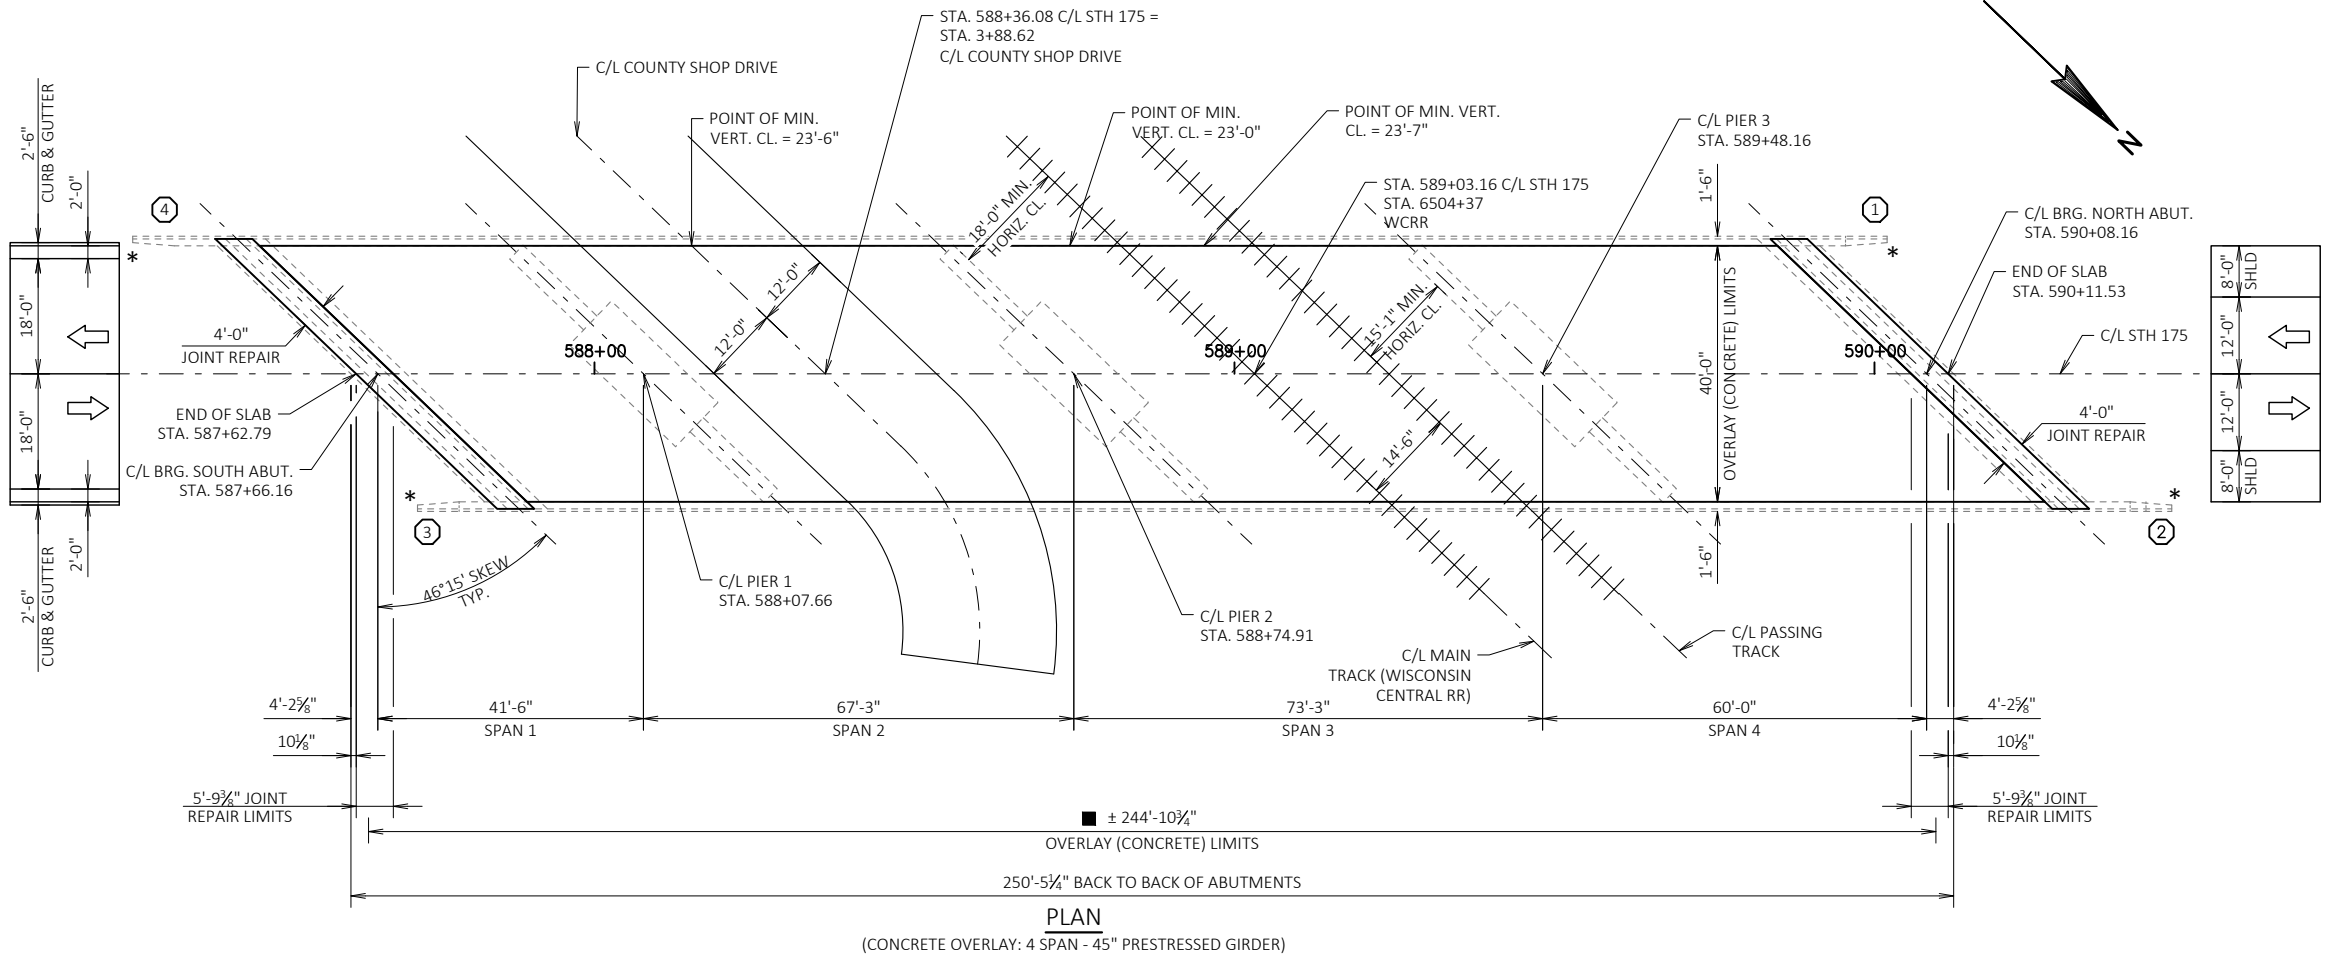 STA. 588+36.08 C/L STH 175 =
STA. 3+88.62
C/L COUNTY SHOP DRIVE
C/L COUNTY SHOP DRIVE
POINT OF MIN.
VERT. CL. = 23'-6"
POINT OF MIN.
VERT. CL. = 23'-0"
POINT OF MIN. VERT.
CL. = 23'-7"
C/L PIER 3
STA. 589+48.16
N
STA. 589+03.16 C/L STH 175
STA. 6504+37
WCRR
C/L BRG. NORTH ABUT.
STA. 590+08.16
END OF SLAB
STA. 590+11.53
C/L STH 175
2'-6"
CURB & GUTTER
2'-0"
18'-0"
18'-0"
2'-0"
2'-6"
CURB & GUTTER
4
*
1
*
3
*
2
*
4'-0"
JOINT REPAIR
END OF SLAB
STA. 587+62.79
C/L BRG. SOUTH ABUT.
STA. 587+66.16
588+00
589+00
590+00
12'-0"
12'-0"
18'-0" MIN.
HORIZ. CL.
15'-1" MIN.
HORIZ. CL.
14'-6"
1'-6"
40'-0"
OVERLAY (CONCRETE) LIMITS
1'-6"
8'-0"
SHLD
12'-0"
12'-0"
8'-0"
SHLD
4'-0"
JOINT REPAIR
46°15' SKEW
TYP.
C/L PIER 1
STA. 588+07.66
C/L PIER 2
STA. 588+74.91
C/L MAIN
TRACK (WISCONSIN
CENTRAL RR)
C/L PASSING
TRACK
4'-2⅝"
41'-6"
SPAN 1
67'-3"
SPAN 2
73'-3"
SPAN 3
60'-0"
SPAN 4
4'-2⅝"
10⅛"
10⅛"
5'-9⅜" JOINT
REPAIR LIMITS
5'-9⅜" JOINT
REPAIR LIMITS
■ ± 244'-10¾"
OVERLAY (CONCRETE) LIMITS
250'-5¼" BACK TO BACK OF ABUTMENTS
PLAN
(CONCRETE OVERLAY: 4 SPAN - 45" PRESTRESSED GIRDER)